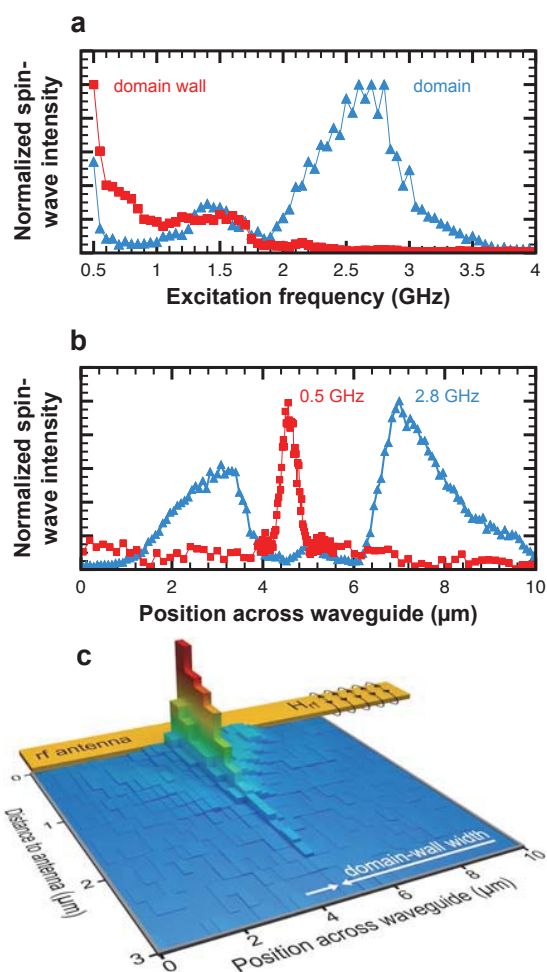 a
Normalized spin-
wave intensity
domain wall
domain
0.5 1 1.5 2 2.5 3 3.5 4
Excitation frequency (GHz)
b
Normalized spin-
wave intensity
0.5 GHz
2.8 GHz
0 2 4 6 8 10
Position across waveguide (µm)
c
rf antenna
Hrf
0
1
2
3
Distance to antenna (µm)
domain-wall width
0 2 4 6 8 10
Position across waveguide (µm)